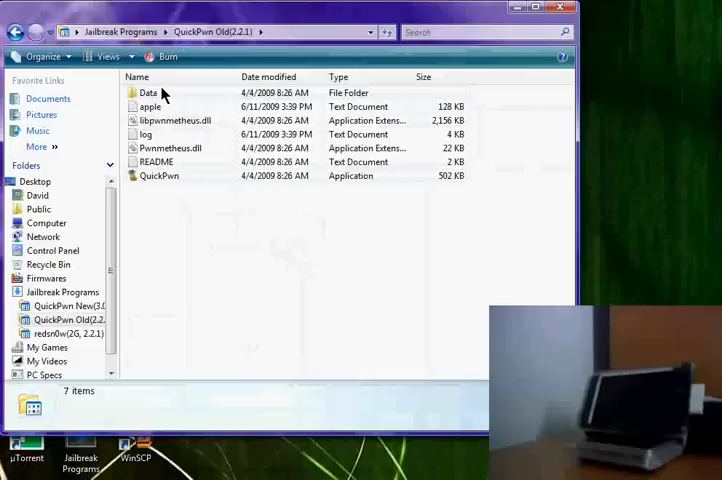 Jailbreak Programs QuickPwn Old(2.2.1) Search
Organize Views Burn ?
Favorite Links
Documents
Pictures
Music
More »
Folders
Desktop
David
Public
Computer
Network
Control Panel
Recycle Bin
Firmwares
Jailbreak Programs
QuickPwn New(3.0
QuickPwn Old(2.2.
redsn0w(2G, 2.2.1)
My Games
My Videos
PC Specs
Name Date modified Type Size
Data 4/4/2009 8:26 AM File Folder
apple 6/11/2009 3:39 PM Text Document 128 KB
libpwnmetheus.dll 4/4/2009 8:26 AM Application Extens... 2,156 KB
log 6/11/2009 3:39 PM Text Document 4 KB
Pwnmetheus.dll 4/4/2009 8:26 AM Application Extens... 22 KB
README 4/4/2009 8:26 AM Text Document 2 KB
QuickPwn 4/4/2009 8:26 AM Application 502 KB
7 items
µTorrent
Jailbreak
Programs
WinSCP